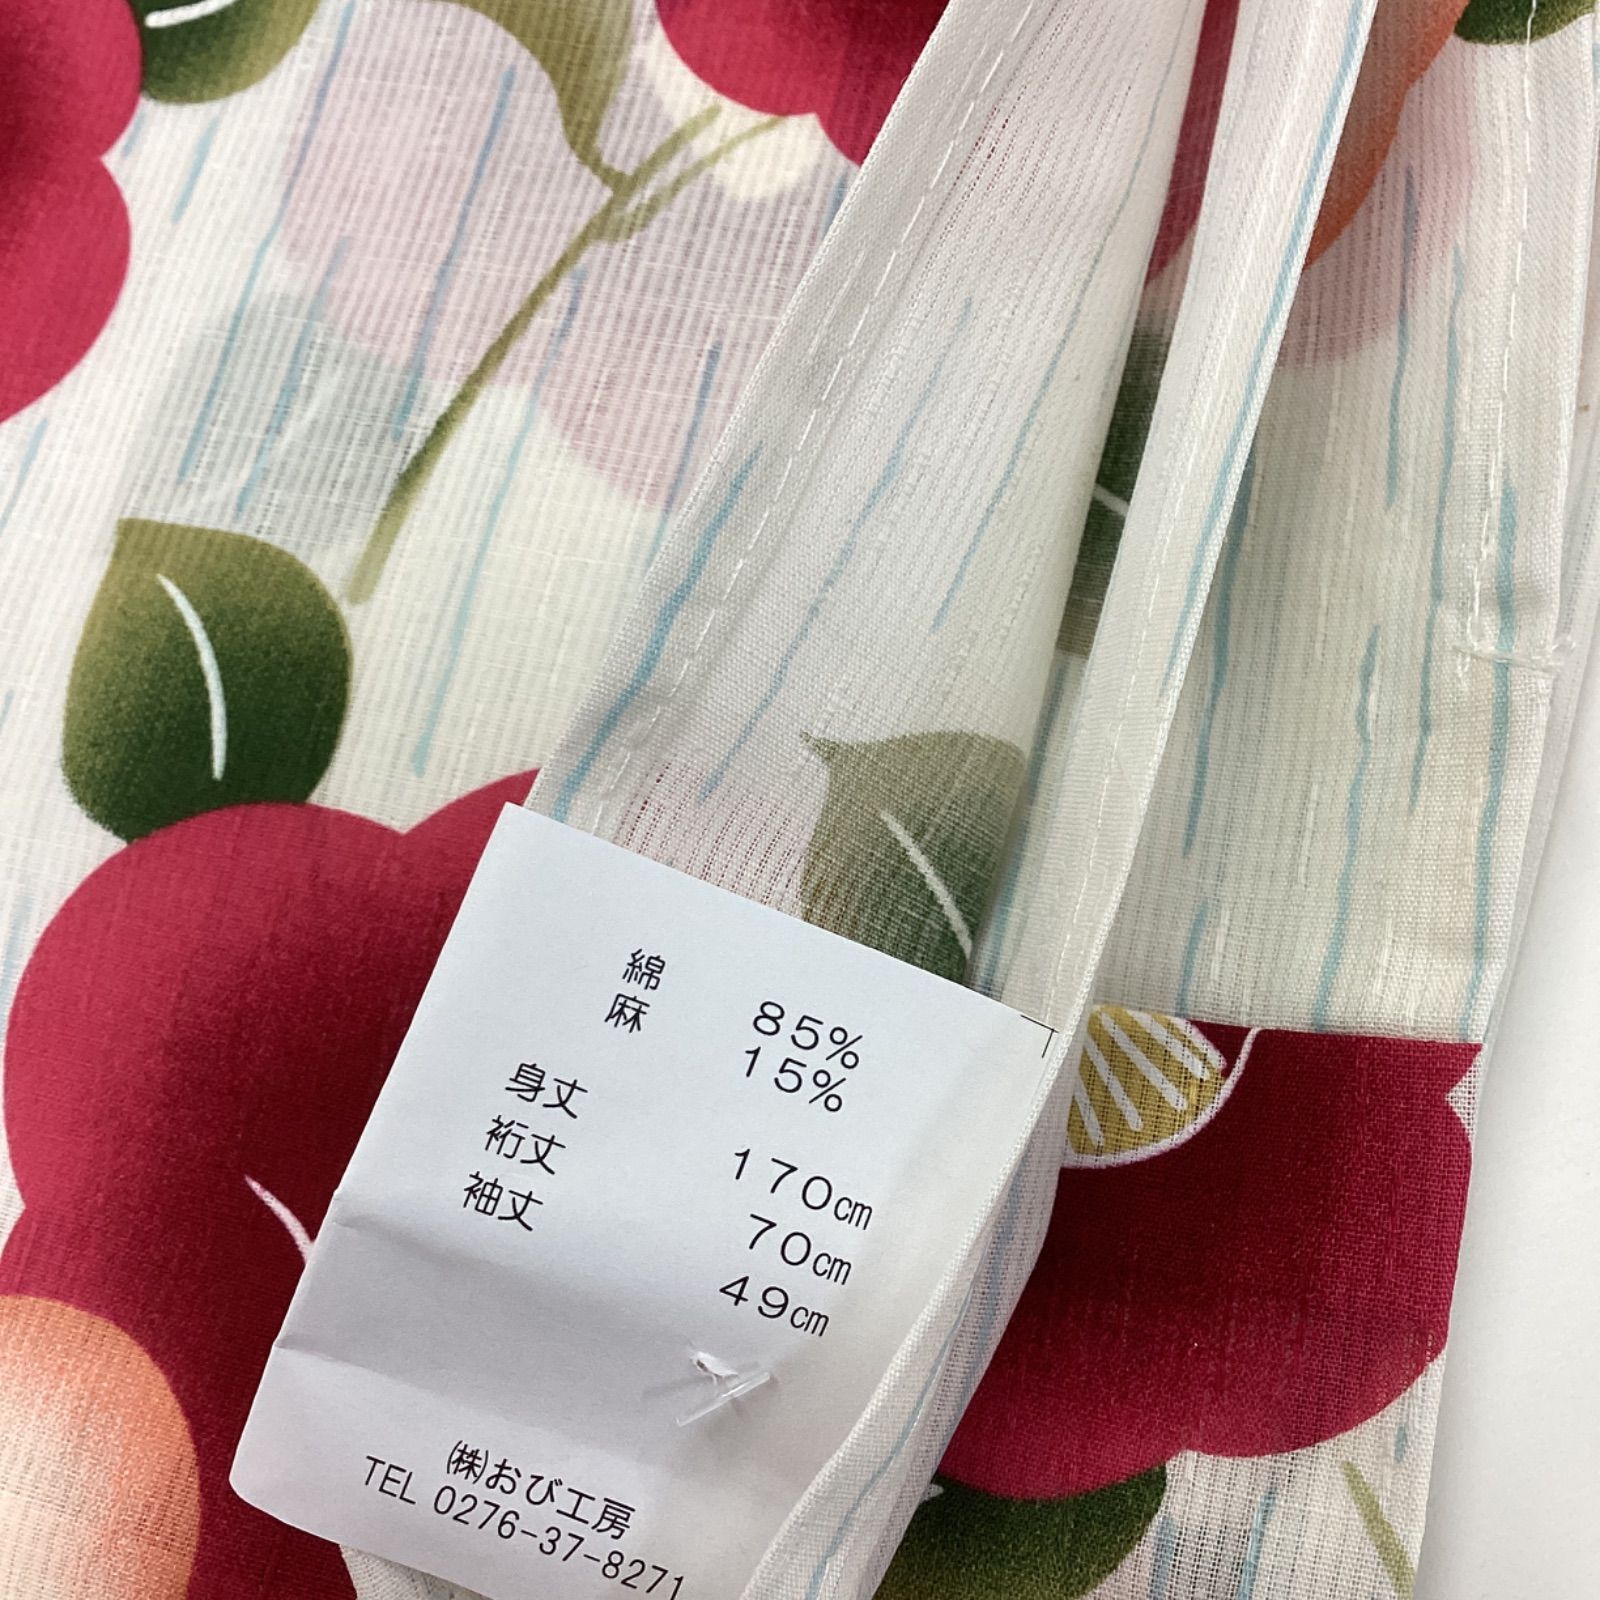 綿 85%
麻 15%
身丈 170㎝
裄丈 70㎝
袖丈 49㎝
㈱おび工房
TEL 0276-37-8271